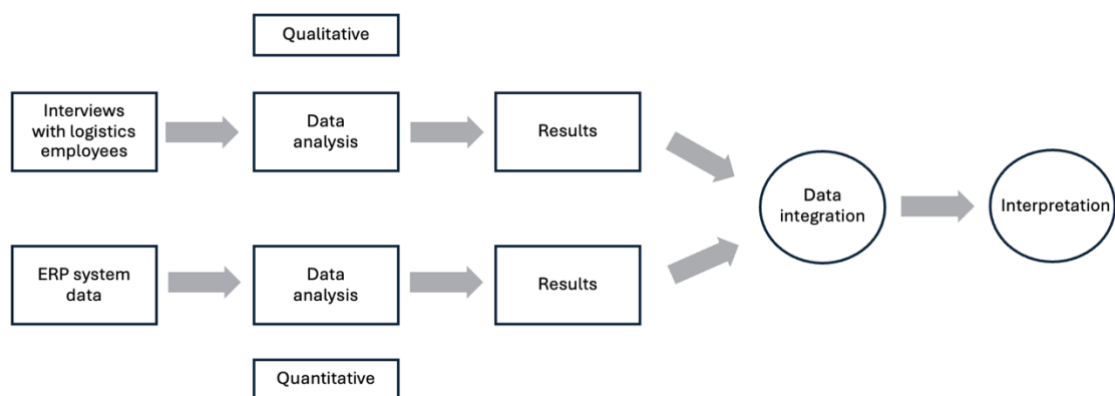 Qualitative
Interviews
with logistics
employees
Data
analysis
Results
Data
integration
Interpretation
ERP system
data
Data
analysis
Results
Quantitative